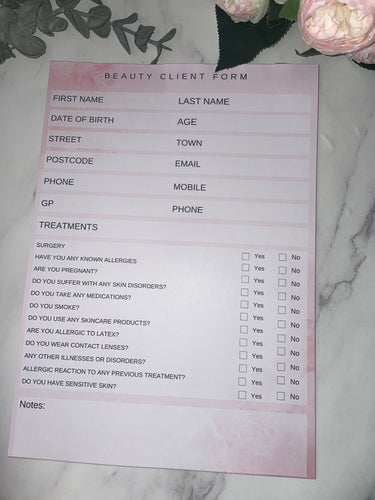 BEAUTY CLIENT FORM
FIRST NAME LAST NAME
DATE OF BIRTH AGE
STREET TOWN
POSTCODE EMAIL
PHONE MOBILE
GP PHONE
TREATMENTS
SURGERY
HAVE YOU ANY KNOWN ALLERGIES Yes No
ARE YOU PREGNANT? Yes No
DO YOU SUFFER WITH ANY SKIN DISORDERS? Yes No
DO YOU TAKE ANY MEDICATIONS? Yes No
DO YOU SMOKE? Yes No
DO YOU USE ANY SKINCARE PRODUCTS? Yes No
ARE YOU ALLERGIC TO LATEX? Yes No
DO YOU WEAR CONTACT LENSES? Yes No
ANY OTHER ILLNESSES OR DISORDERS? Yes No
ALLERGIC REACTION TO ANY PREVIOUS TREATMENT? Yes No
DO YOU HAVE SENSITIVE SKIN? Yes No
Notes: